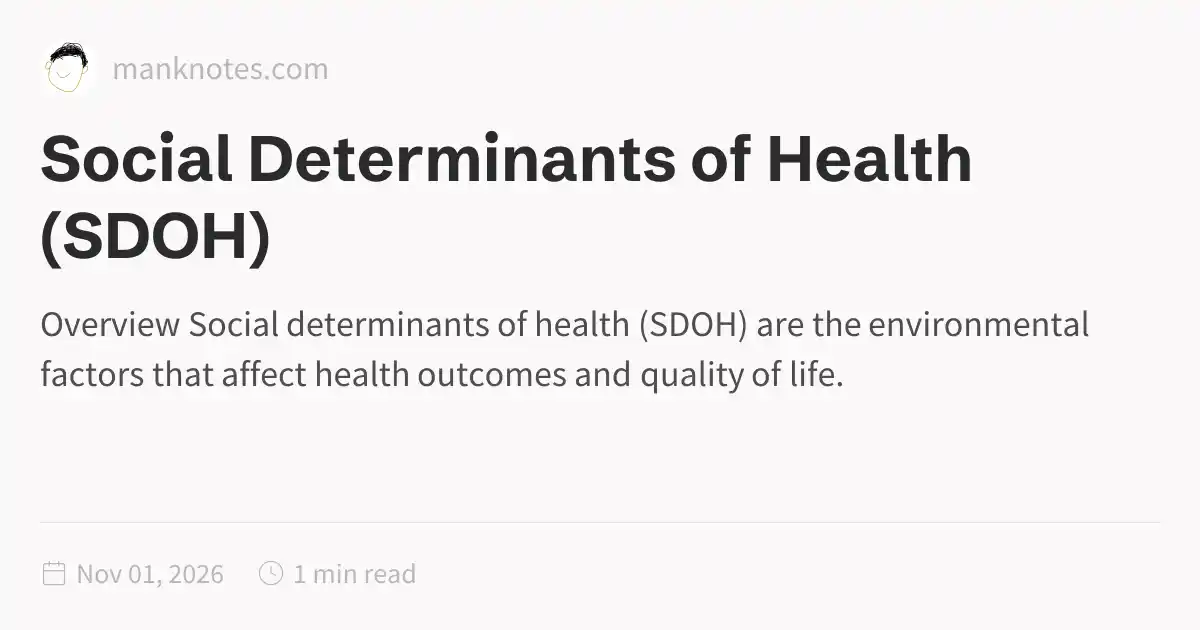 manknotes.com
Social Determinants of Health
(SDOH)
Overview Social determinants of health (SDOH) are the environmental
factors that affect health outcomes and quality of life.
Nov 01, 2026 1 min read